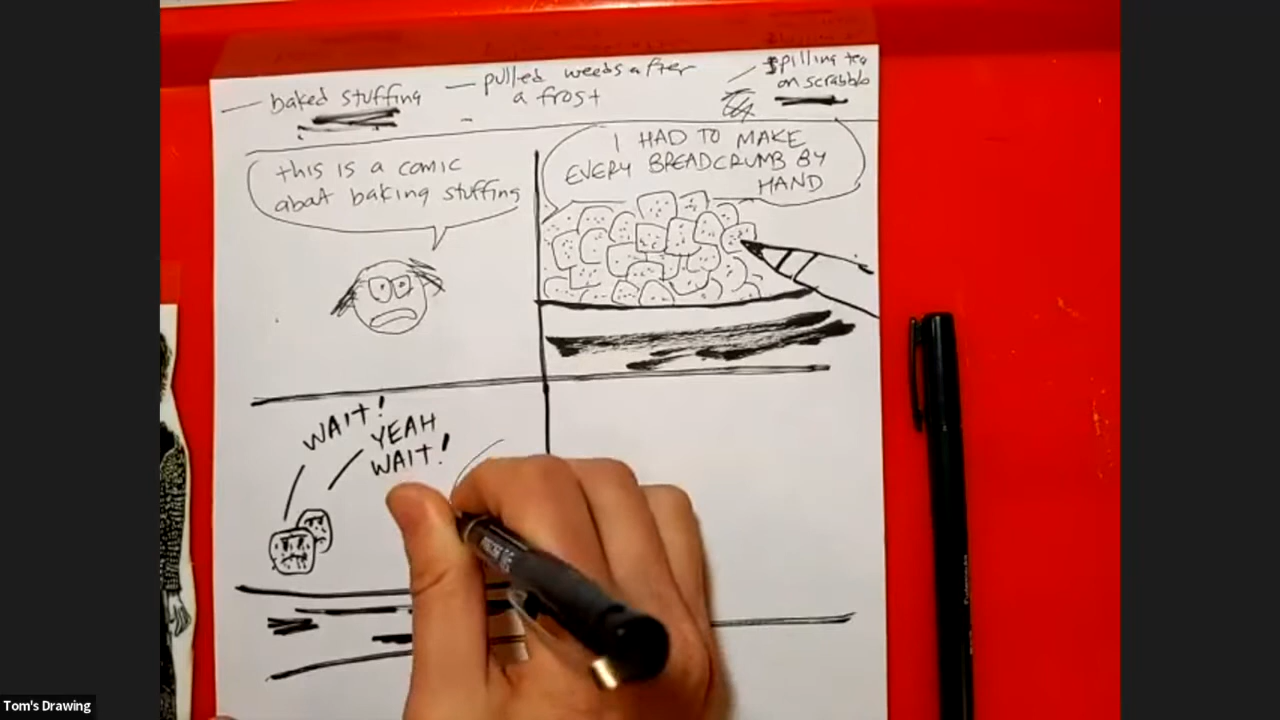 — baked stuffing
— pulled weeds after
a frost
spilling tea
on scrabble
this is a comic
about baking stuffing
I HAD TO MAKE
EVERY BREADCRUMB BY
HAND
WAIT!
YEAH
WAIT!
Tom's Drawing